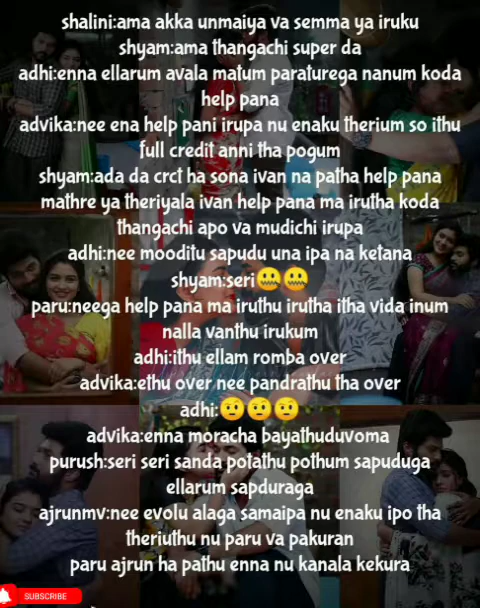 shalini:ama akka unmaiya va semma ya iruku
shyam:ama thangachi super da
adhi:enna ellarum avala matum paraturega nanum koda
help pana
advika:nee ena help pani irupa nu enaku therium so ithu
full credit anni tha pogum
shyam:ada da crct ha sona ivan na patha help pana
mathre ya theriyala ivan help pana ma irutha koda
thangachi apo va mudichi irupa
adhi:nee mooditu sapudu una ipa na ketana
shyam:seri🤐🤐
paru:neega help pana ma iruthu irutha itha vida inum
nalla vanthu irukum
adhi:ithu ellam romba over
advika:ethu over nee pandrathu tha over
adhi:🤨🤨🤨
advika:enna moracha bayathuduvoma
purush:seri seri sanda potathu pothum sapuduga
ellarum sapduraga
ajrunmv:nee evolu alaga samaipa nu enaku ipo tha
theriuthu nu paru va pakuran
paru ajrun ha pathu enna nu kanala kekura
SUBSCRIBE